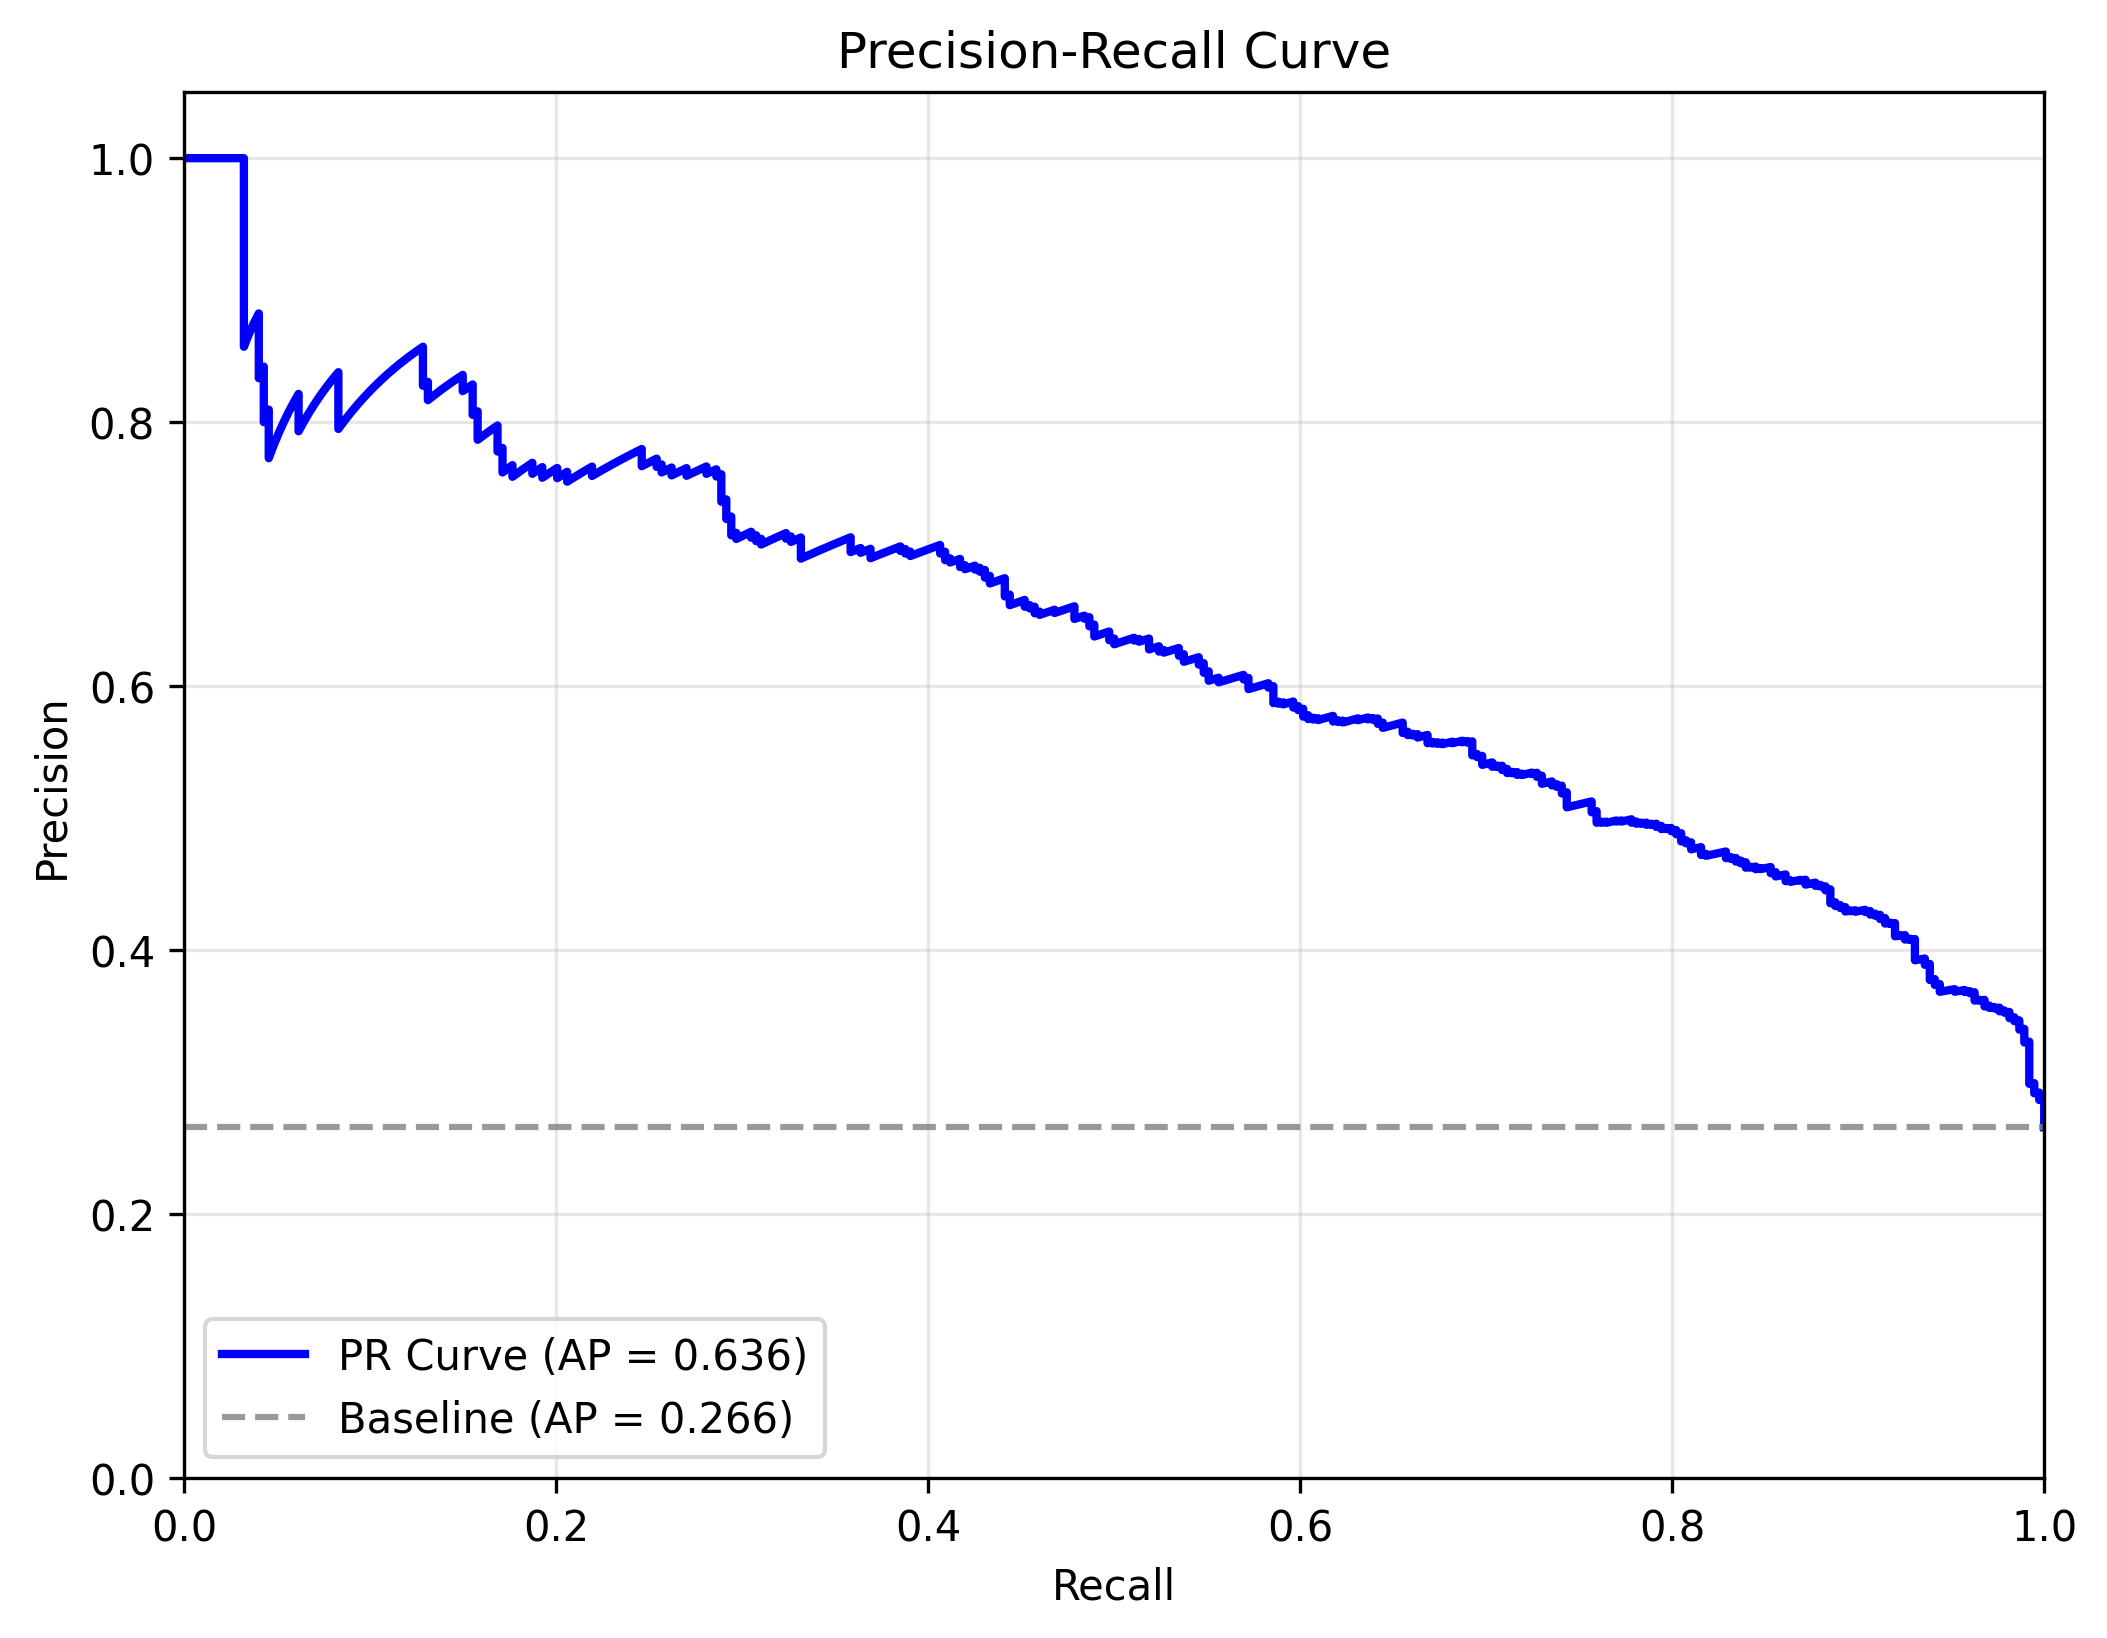 Precision-Recall Curve
Precision
1.0
0.8
0.6
0.4
0.2
0.0
PR Curve (AP = 0.636)
Baseline (AP = 0.266)
0.0 0.2 0.4 0.6 0.8 1.0
Recall